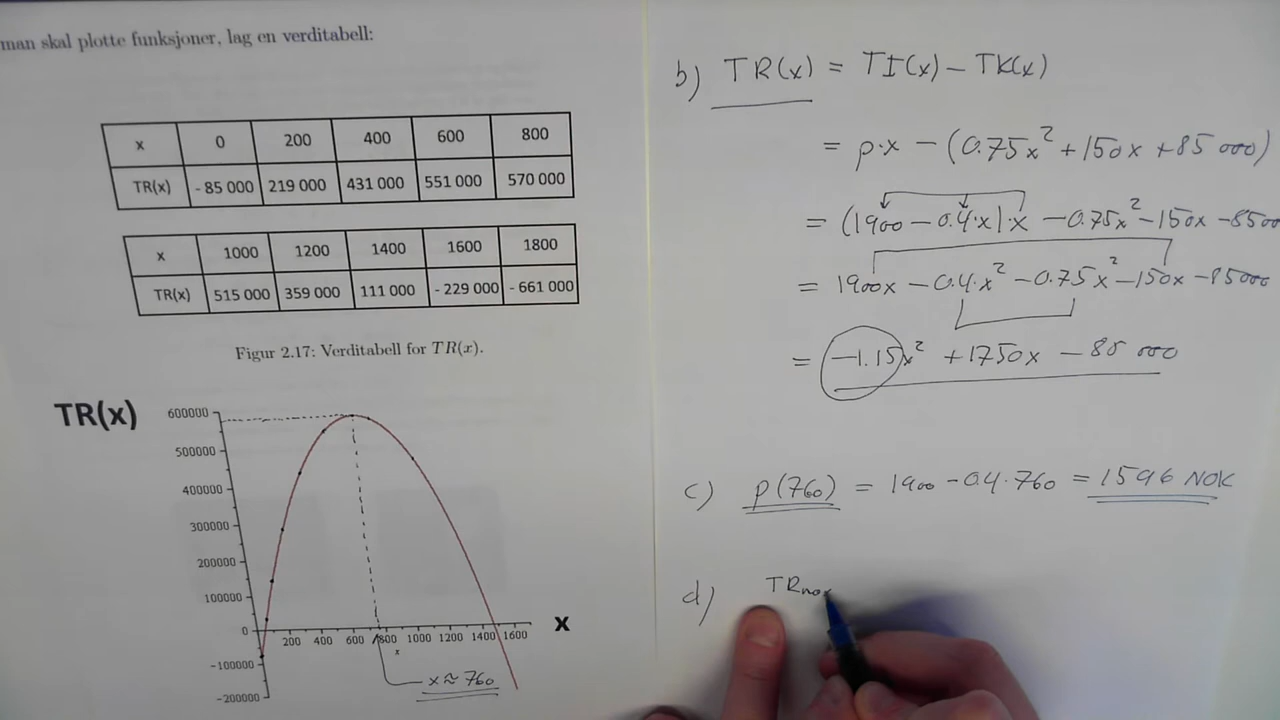 man skal plotte funksjoner, lag en verditabell:
x 0 200 400 600 800
TR(x) - 85 000 219 000 431 000 551 000 570 000
x 1000 1200 1400 1600 1800
TR(x) 515 000 359 000 111 000 - 229 000 - 661 000
Figur 2.17: Verditabell for TR(x).
TR(x)
600000
500000
400000
300000
200000
100000
0
-100000
-200000
200 400 600 800 1000 1200 1400 1600
x
x
x ≈ 760
b) TR(x) = TI(x) - TK(x)
= p·x - (0.75x² + 150x + 85 000)
= (1900 - 0.4·x)·x - 0.75x² - 150x - 8500
= 1900x - 0.4·x² - 0.75x² - 150x - 85000
= -1.15x² + 1750x - 85 000
c) p(760) = 1900 - 0.4·760 = 1596 NOK
d) TRmax